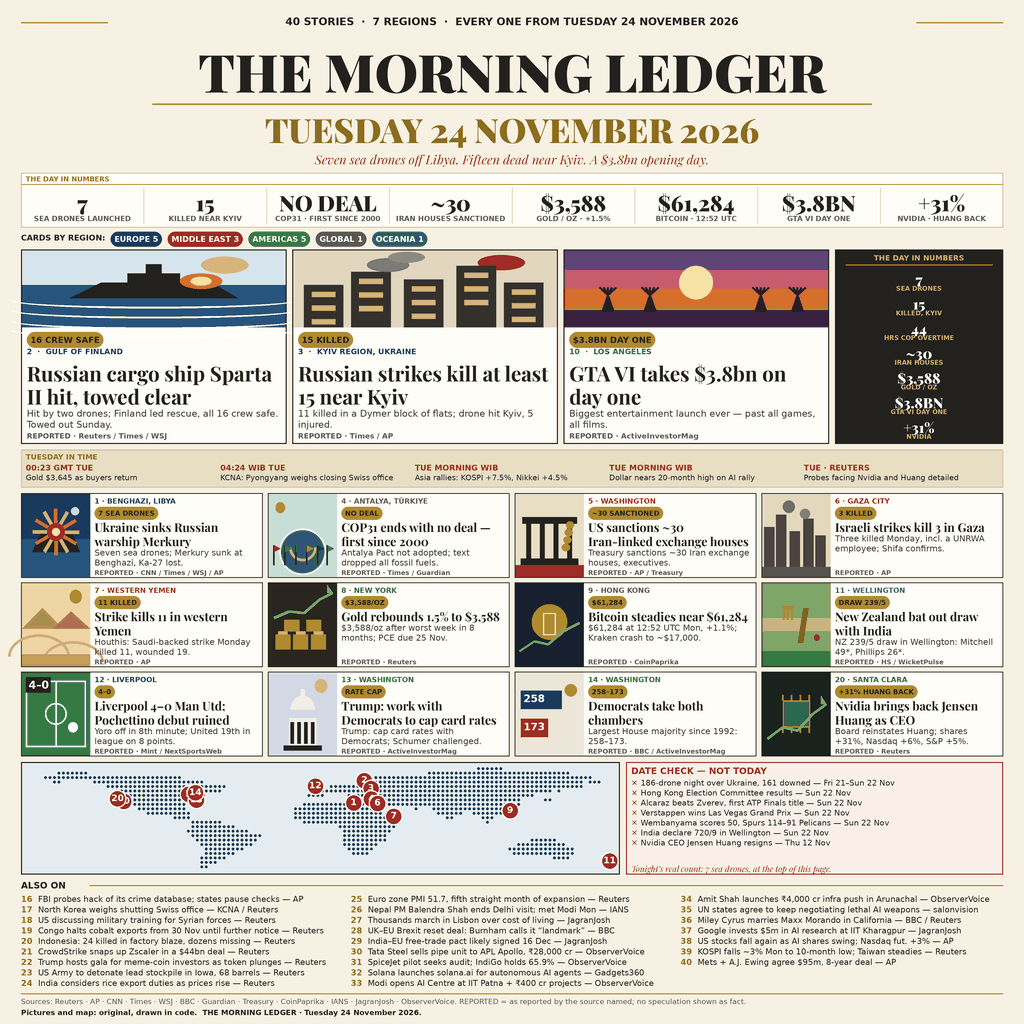 40 STORIES · 7 REGIONS · EVERY ONE FROM TUESDAY 24 NOVEMBER 2026
THE MORNING LEDGER
TUESDAY 24 NOVEMBER 2026
Seven sea drones off Libya. Fifteen dead near Kyiv. A $3.8bn opening day.
THE DAY IN NUMBERS
7
SEA DRONES LAUNCHED
15
KILLED NEAR KYIV
NO DEAL
COP31 · FIRST SINCE 2000
~30
IRAN HOUSES SANCTIONED
$3,588
GOLD / OZ · +1.5%
$61,284
BITCOIN · 12:52 UTC
$3.8BN
GTA VI DAY ONE
+31%
NVIDIA · HUANG BACK
CARDS BY REGION:
EUROPE 5
MIDDLE EAST 3
AMERICAS 5
GLOBAL 1
OCEANIA 1
16 CREW SAFE
2 · GULF OF FINLAND
Russian cargo ship Sparta
II hit, towed clear
Hit by two drones; Finland led rescue, all 16 crew safe.
Towed out Sunday.
REPORTED · Reuters / Times / WSJ
15 KILLED
3 · KYIV REGION, UKRAINE
Russian strikes kill at least
15 near Kyiv
11 killed in a Dymer block of flats; drone hit Kyiv, 5
injured.
REPORTED · Times / AP
$3.8BN DAY ONE
10 · LOS ANGELES
GTA VI takes $3.8bn on
day one
Biggest entertainment launch ever — past all games,
all films.
REPORTED · ActiveInvestorMag
THE DAY IN NUMBERS
7
SEA DRONES
15
KILLED, KYIV
44
HRS COP OVERTIME
~30
IRAN HOUSES
$3,588
GOLD / OZ
$3.8BN
GTA VI DAY ONE
+31%
NVIDIA
TUESDAY IN TIME
00:23 GMT TUE
Gold $3,645 as buyers return
04:24 WIB TUE
KCNA: Pyongyang weighs closing Swiss office
TUE MORNING WIB
Asia rallies: KOSPI +7.5%, Nikkei +4.5%
TUE MORNING WIB
Dollar nears 20-month high on AI rally
TUE · REUTERS
Probes facing Nvidia and Huang detailed
1 · BENGHAZI, LIBYA
7 SEA DRONES
Ukraine sinks Russian
warship Merkury
Seven sea drones; Merkury sunk at
Benghazi, Ka-27 lost.
REPORTED · CNN / Times / WSJ / AP
4 · ANTALYA, TÜRKIYE
NO DEAL
COP31 ends with no deal —
first since 2000
Antalya Pact not adopted; text
dropped all fossil fuels.
REPORTED · Times / Guardian
5 · WASHINGTON
~30 SANCTIONED
US sanctions ~30
Iran-linked exchange houses
Treasury sanctions ~30 Iran exchange
houses, executives.
REPORTED · AP / Treasury
6 · GAZA CITY
3 KILLED
Israeli strikes kill 3 in Gaza
Three killed Monday, incl. a UNRWA
employee; Shifa confirms.
REPORTED · AP
7 · WESTERN YEMEN
11 KILLED
Strike kills 11 in western
Yemen
Houthis: Saudi-backed strike Monday
killed 11, wounded 19.
REPORTED · AP
8 · NEW YORK
$3,588/OZ
Gold rebounds 1.5% to $3,588
$3,588/oz after worst week in 8
months; PCE due 25 Nov.
REPORTED · Reuters
9 · HONG KONG
$61,284
Bitcoin steadies near $61,284
$61,284 at 12:52 UTC Mon, +1.1%;
Kraken crash to ~$17,000.
REPORTED · CoinPaprika
11 · WELLINGTON
DRAW 239/5
New Zealand bat out draw
with India
NZ 239/5 draw in Wellington: Mitchell
49*, Phillips 26*.
REPORTED · HS / WicketPulse
4–0
12 · LIVERPOOL
4–0
Liverpool 4–0 Man Utd;
Pochettino debut ruined
Yoro off in 8th minute; United 19th in
league on 8 points.
REPORTED · Mint / NextSportsWeb
13 · WASHINGTON
RATE CAP
Trump: work with
Democrats to cap card rates
Trump: cap card rates with
Democrats; Schumer challenged.
REPORTED · ActiveInvestorMag
258
173
14 · WASHINGTON
258–173
Democrats take both
chambers
Largest House majority since 1992:
258–173.
REPORTED · BBC / ActiveInvestorMag
20 · SANTA CLARA
+31% HUANG BACK
Nvidia brings back Jensen
Huang as CEO
Board reinstates Huang; shares
+31%, Nasdaq +6%, S&P +5%.
REPORTED · Reuters
20
14
12
2
3
1
6
7
9
11
DATE CHECK — NOT TODAY
× 186-drone night over Ukraine, 161 downed — Fri 21–Sun 22 Nov
× Hong Kong Election Committee results — Sun 22 Nov
× Alcaraz beats Zverev, first ATP Finals title — Sun 22 Nov
× Verstappen wins Las Vegas Grand Prix — Sun 22 Nov
× Wembanyama scores 50, Spurs 114–91 Pelicans — Sun 22 Nov
× India declare 720/9 in Wellington — Sun 22 Nov
× Nvidia CEO Jensen Huang resigns — Thu 12 Nov
Tonight's real count: 7 sea drones, at the top of this page.
ALSO ON
16 FBI probes hack of its crime database; states pause checks — AP
17 North Korea weighs shutting Swiss office — KCNA / Reuters
18 US discussing military training for Syrian forces — Reuters
19 Congo halts cobalt exports from 30 Nov until further notice — Reuters
20 Indonesia: 24 killed in factory blaze, dozens missing — Reuters
21 CrowdStrike snaps up Zscaler in a $44bn deal — Reuters
22 Trump hosts gala for meme-coin investors as token plunges — Reuters
23 US Army to detonate lead stockpile in Iowa, 68 barrels — Reuters
24 India considers rice export duties as prices rise — Reuters
25 Euro zone PMI 51.7, fifth straight month of expansion — Reuters
26 Nepal PM Balendra Shah ends Delhi visit; met Modi Mon — IANS
27 Thousands march in Lisbon over cost of living — JagranJosh
28 UK–EU Brexit reset deal: Burnham calls it “landmark” — BBC
29 India–EU free-trade pact likely signed 16 Dec — JagranJosh
30 Tata Steel sells pipe unit to APL Apollo, ₹28,000 cr — ObserverVoice
31 SpiceJet pilot seeks audit; IndiGo holds 65.9% — ObserverVoice
32 Solana launches solana.ai for autonomous AI agents — Gadgets360
33 Modi opens AI Centre at IIT Patna + ₹400 cr projects — ObserverVoice
34 Amit Shah launches ₹4,000 cr infra push in Arunachal — ObserverVoice
35 UN states agree to keep negotiating lethal AI weapons — salonvision
36 Miley Cyrus marries Maxx Morando in California — BBC / Reuters
37 Google invests $5m in AI research at IIT Kharagpur — JagranJosh
38 US stocks fall again as AI shares swing; Nasdaq fut. +3% — AP
39 KOSPI falls ~3% Mon to 10-month low; Taiwan steadies — Reuters
40 Mets + A.J. Ewing agree $95m, 8-year deal — AP
Sources: Reuters · AP · CNN · Times · WSJ · BBC · Guardian · Treasury · CoinPaprika · IANS · JagranJosh · ObserverVoice. REPORTED = as reported by the source named; no speculation shown as fact.
Pictures and map: original, drawn in code. THE MORNING LEDGER · Tuesday 24 November 2026.